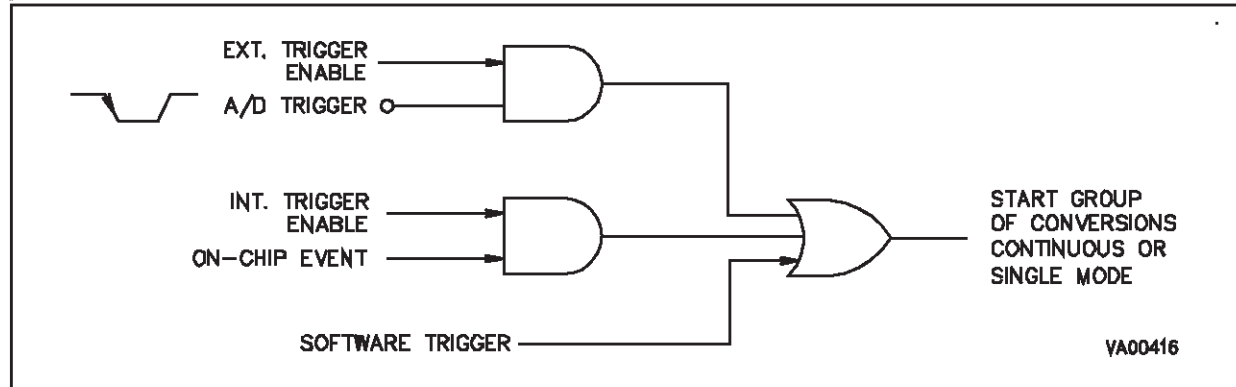 EXT. TRIGGER
ENABLE
A/D TRIGGER
INT. TRIGGER
ENABLE
ON-CHIP EVENT
SOFTWARE TRIGGER
START GROUP
OF CONVERSIONS
CONTINUOUS OR
SINGLE MODE
VA00416